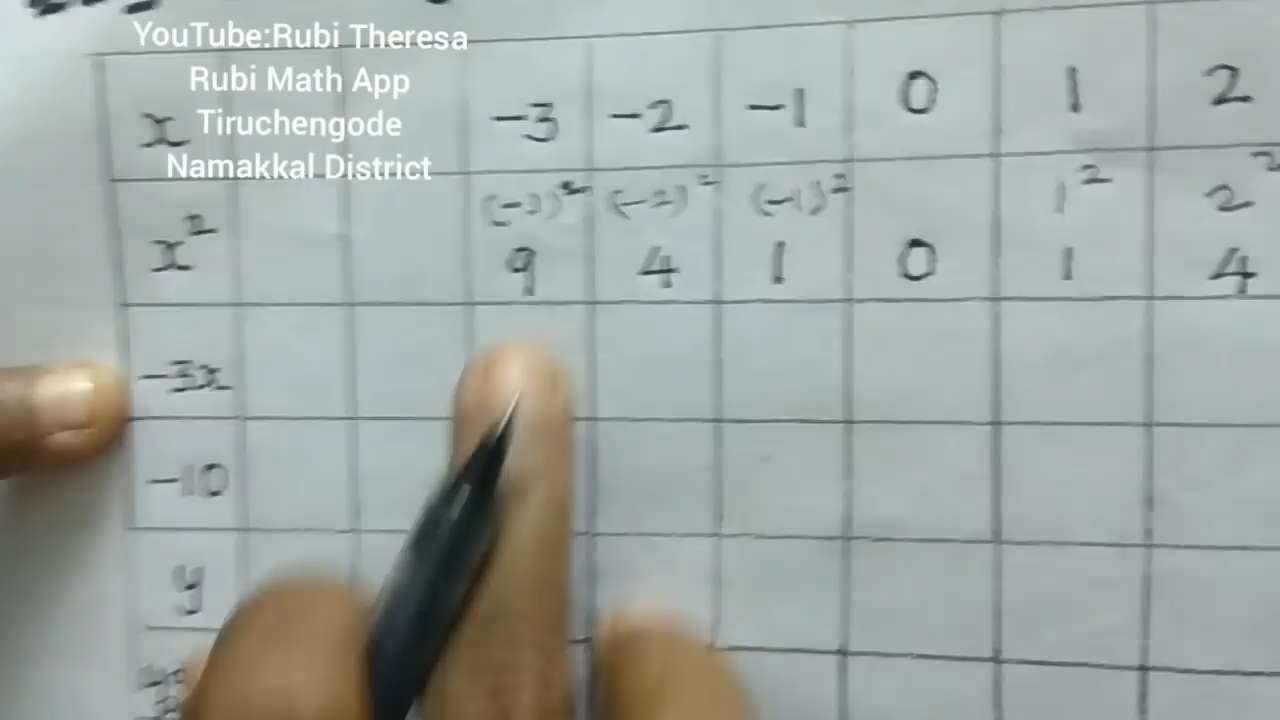 YouTube:Rubi Theresa
Rubi Math App
Tiruchengode
Namakkal District
x -3 -2 -1 0 1 2
(-3)² (-2)² (-1)² 1² 2²
x² 9 4 1 0 1 4
-3x
-10
y